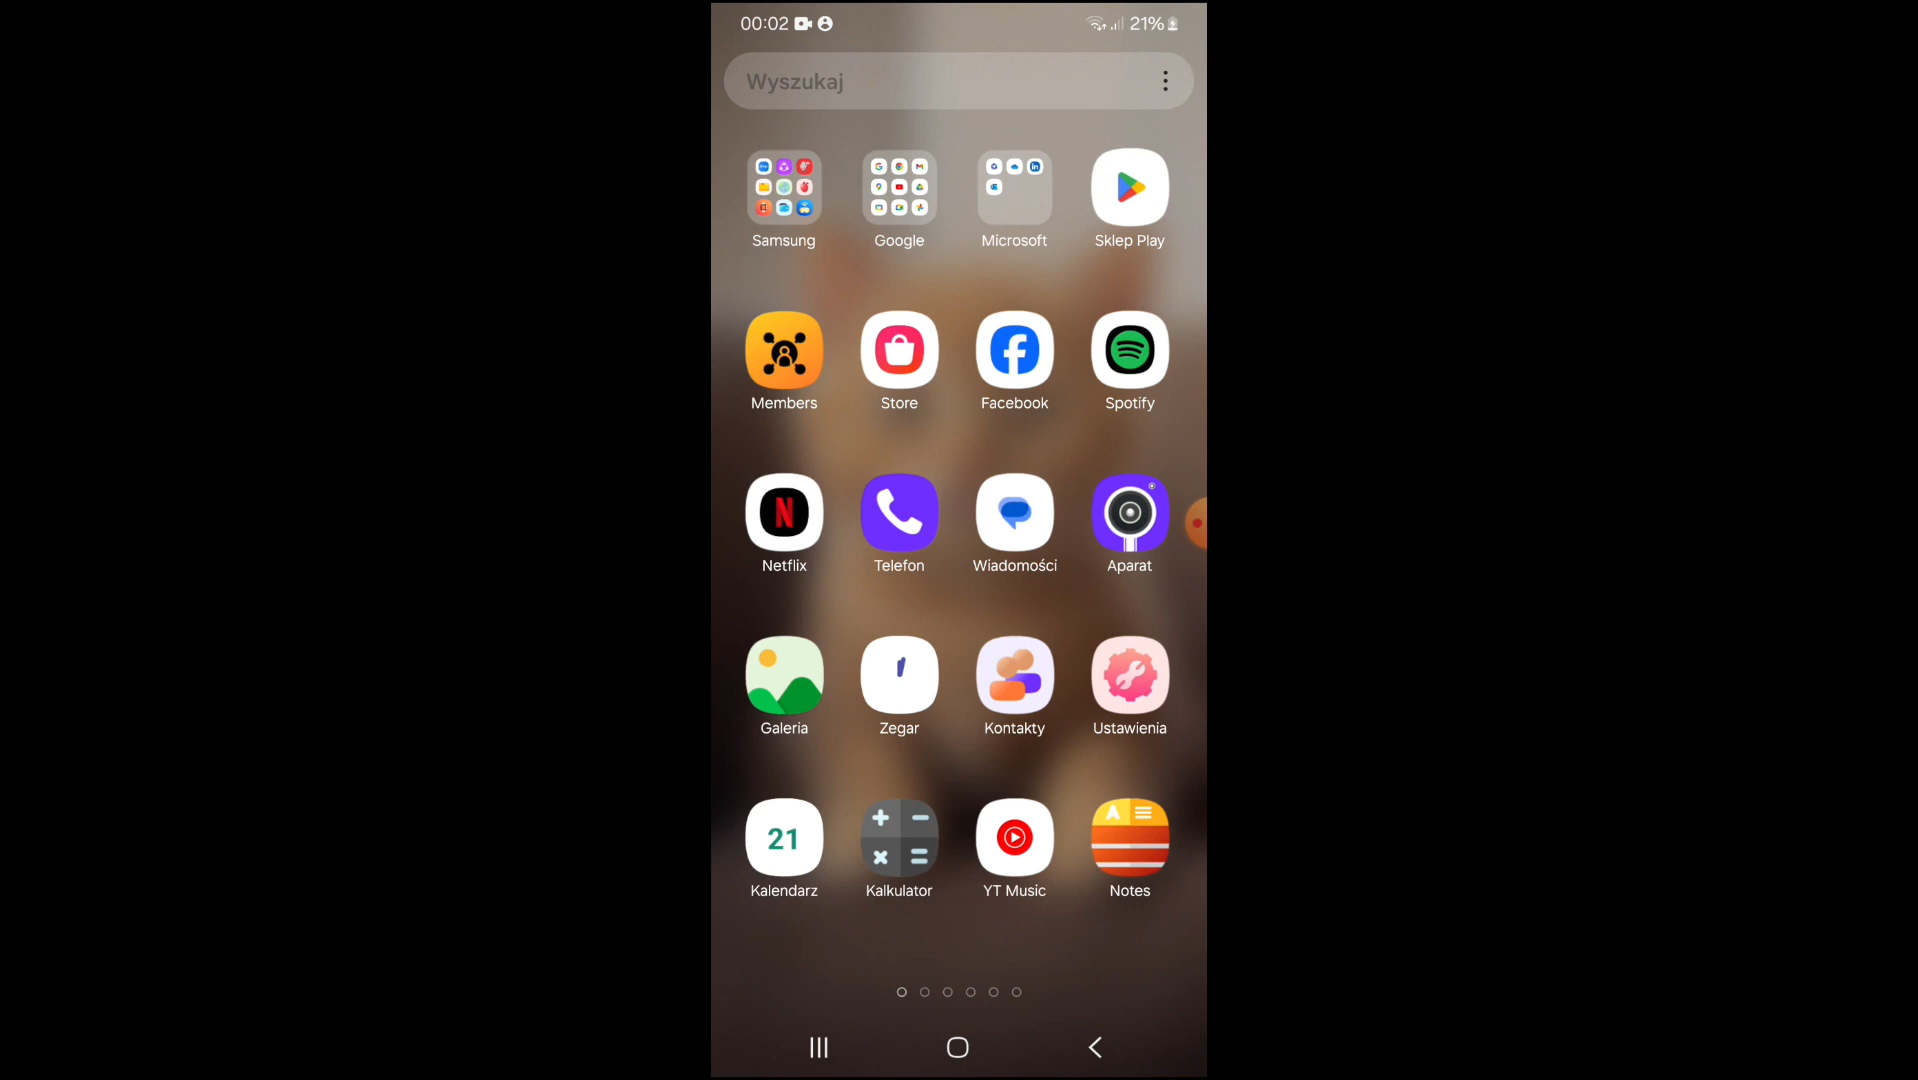 00:02 21%
Wyszukaj
Samsung Google Microsoft Sklep Play
Members Store Facebook Spotify
Netflix Telefon Wiadomości Aparat
Galeria Zegar Kontakty Ustawienia
21
Kalendarz Kalkulator YT Music Notes